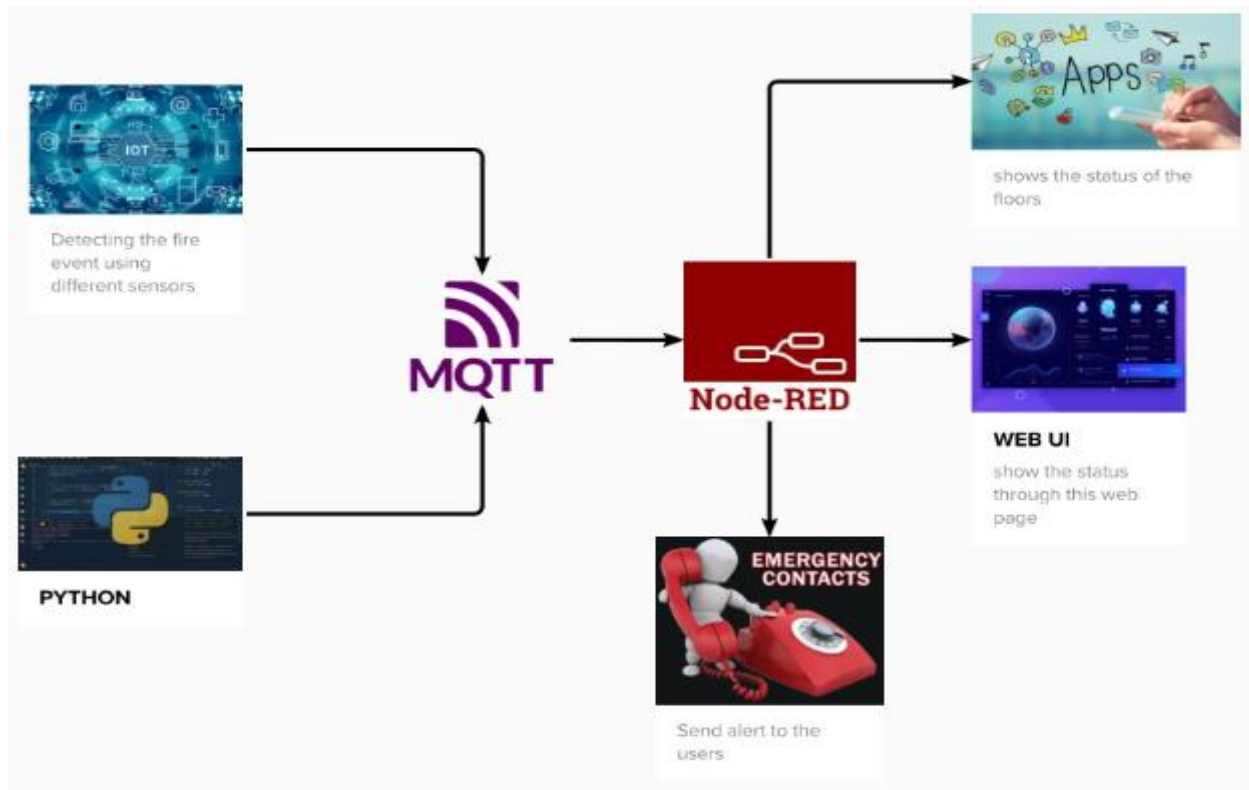 IOT
Detecting the fire
event using
different sensors
PYTHON
MQTT
Node-RED
Apps
shows the status of the
floors
WEB UI
show the status
through this web
page
EMERGENCY
CONTACTS
Send alert to the
users